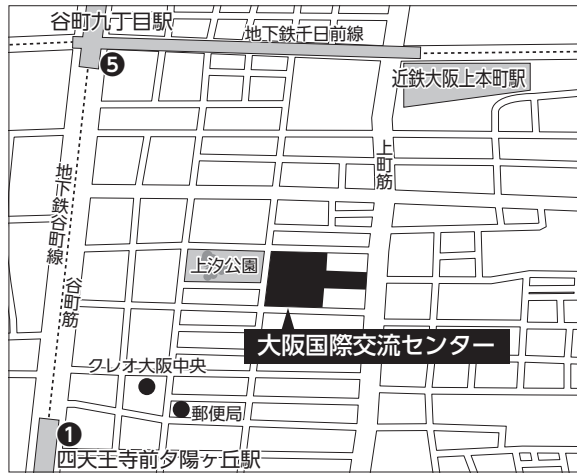 谷町九丁目駅
地下鉄千日前線
❺
近鉄大阪上本町駅
上町筋
地下鉄谷町線
谷町筋
上汐公園
大阪国際交流センター
クレオ大阪中央
郵便局
❶
四天王寺前夕陽ヶ丘駅